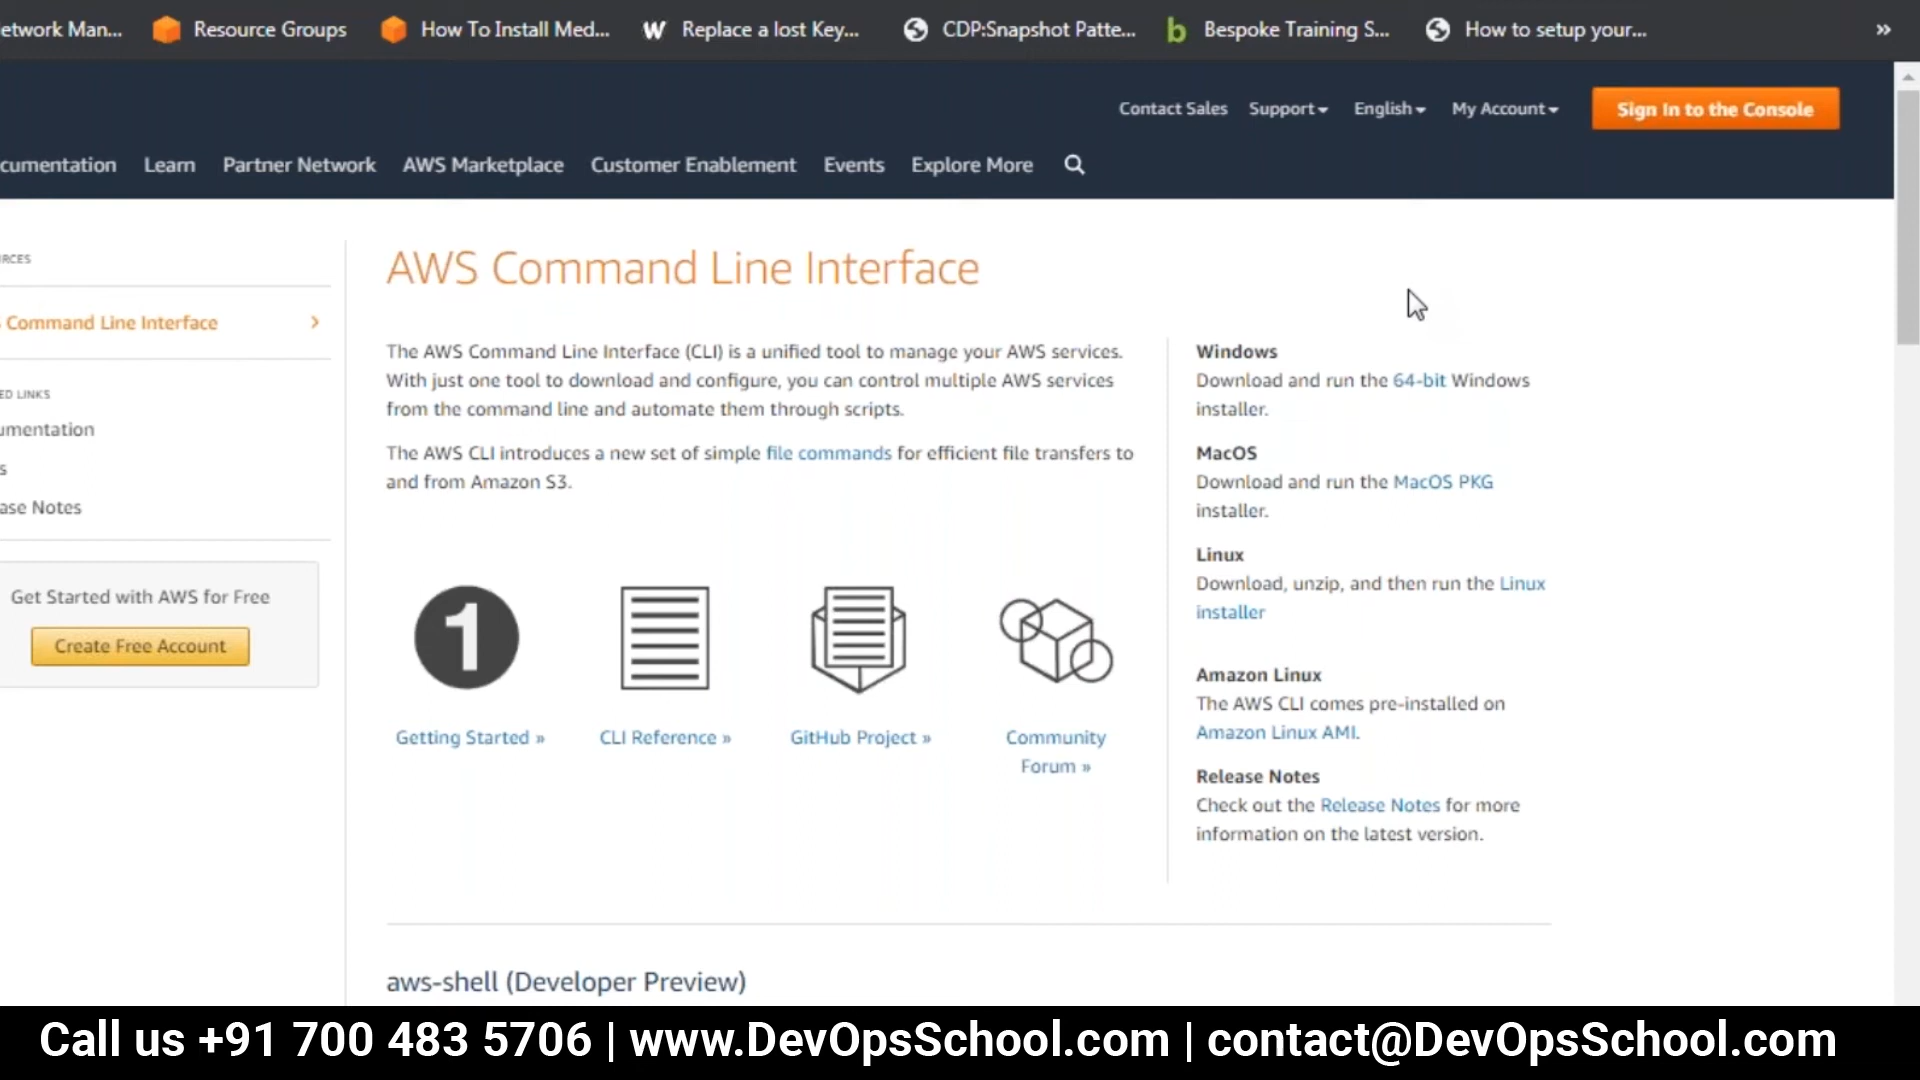 etwork Man...
Resource Groups
How To Install Med...
Replace a lost Key...
CDP:Snapshot Patte...
Bespoke Training S...
How to setup your...
»
Contact Sales
Support
English
My Account
Sign In to the Console
cumentation
Learn
Partner Network
AWS Marketplace
Customer Enablement
Events
Explore More
RCES
Command Line Interface
ED LINKS
umentation
s
ase Notes
Get Started with AWS for Free
Create Free Account
AWS Command Line Interface
The AWS Command Line Interface (CLI) is a unified tool to manage your AWS services.
With just one tool to download and configure, you can control multiple AWS services
from the command line and automate them through scripts.
The AWS CLI introduces a new set of simple file commands for efficient file transfers to
and from Amazon S3.
1
Getting Started »
CLI Reference »
GitHub Project »
Community
Forum »
Windows
Download and run the 64-bit Windows
installer.
MacOS
Download and run the MacOS PKG
installer.
Linux
Download, unzip, and then run the Linux
installer
Amazon Linux
The AWS CLI comes pre-installed on
Amazon Linux AMI.
Release Notes
Check out the Release Notes for more
information on the latest version.
aws-shell (Developer Preview)
Call us +91 700 483 5706 | www.DevOpsSchool.com | contact@DevOpsSchool.com